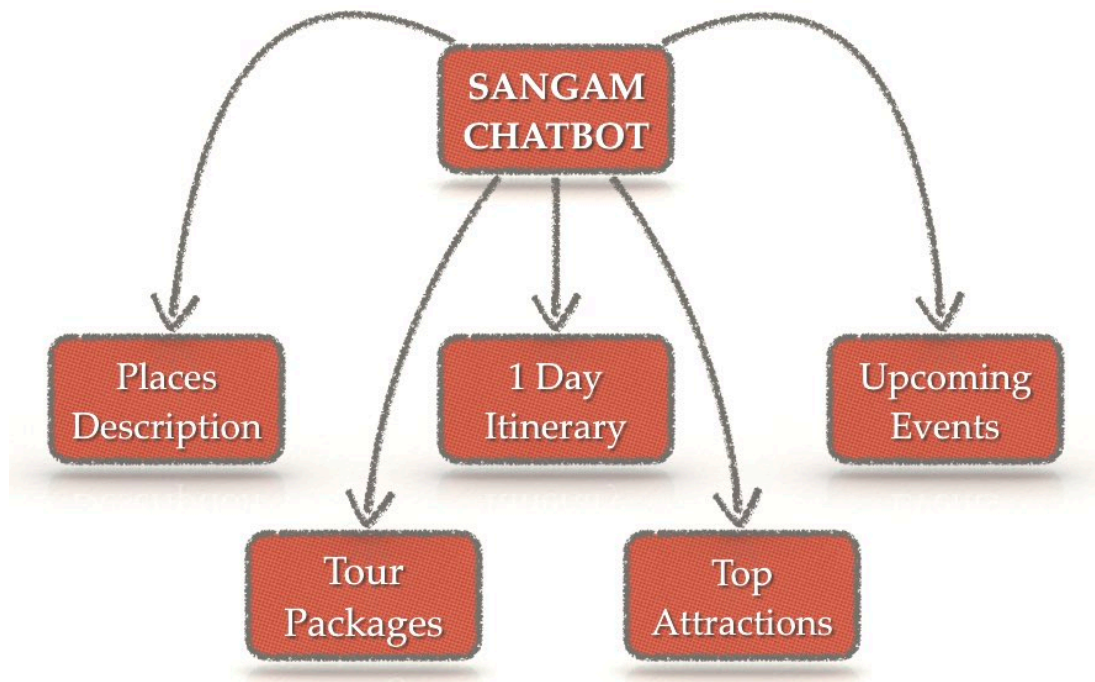 SANGAM
CHATBOT
Places
Description
1 Day
Itinerary
Upcoming
Events
Tour
Packages
Top
Attractions